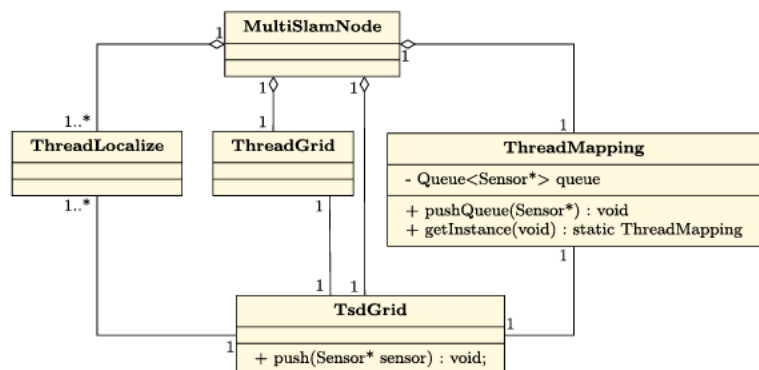 MultiSlamNode
1
1
1
1
1..*
1
1
ThreadLocalize
ThreadGrid
ThreadMapping
- Queue<Sensor*> queue
+ pushQueue(Sensor*) : void
+ getInstance(void) : static ThreadMapping
1..*
1
1
1
1
TsdGrid
1
1
+ push(Sensor* sensor) : void;